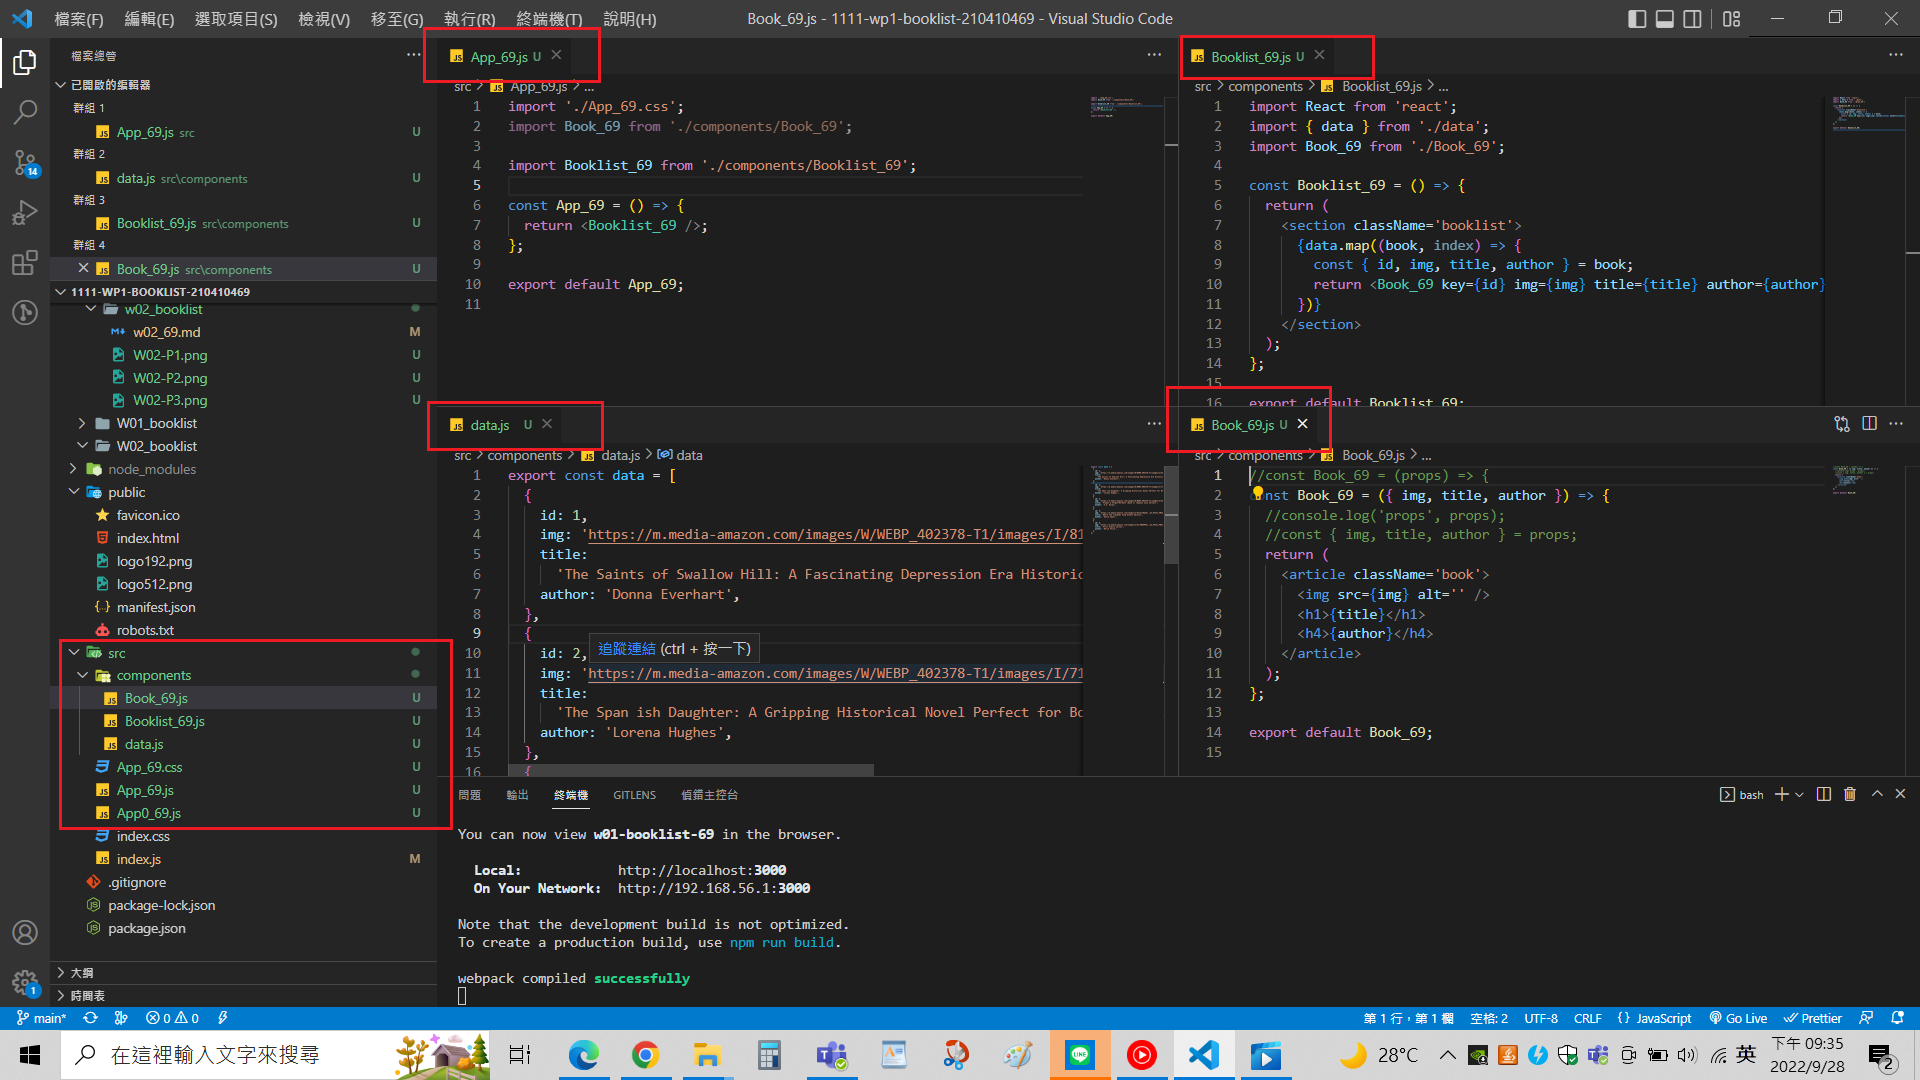 檔案(F) 編輯(E) 選取項目(S) 檢視(V) 移至(G) 執行(R) 終端機(T) 說明(H)
Book_69.js - 1111-wp1-booklist-210410469 - Visual Studio Code
檔案總管
已開啟的編輯器
群組 1
App_69.js src U
群組 2
data.js src\components U
群組 3
Booklist_69.js src\components U
群組 4
Book_69.js src\components U
1111-WP1-BOOKLIST-210410469
w02_booklist
w02_69.md M
W02-P1.png U
W02-P2.png U
W02-P3.png U
W01_booklist
W02_booklist
node_modules
public
favicon.ico
index.html
logo192.png
logo512.png
manifest.json
robots.txt
src
components
Book_69.js U
Booklist_69.js U
data.js U
App_69.css U
App_69.js U
App0_69.js U
index.css
index.js M
.gitignore
package-lock.json
package.json
大綱
時間表
14
1
App_69.js U
src > App_69.js > ...
1 import './App_69.css';
2 import Book_69 from './components/Book_69';
3
4 import Booklist_69 from './components/Booklist_69';
5
6 const App_69 = () => {
7 return <Booklist_69 />;
8 };
9
10 export default App_69;
11
Booklist_69.js U
src > components > Booklist_69.js > ...
1 import React from 'react';
2 import { data } from './data';
3 import Book_69 from './Book_69';
4
5 const Booklist_69 = () => {
6 return (
7 <section className='booklist'>
8 {data.map((book, index) => {
9 const { id, img, title, author } = book;
10 return <Book_69 key={id} img={img} title={title} author={author}
11 })}
12 </section>
13 );
14 };
15
16 export default Booklist_69;
data.js U
src > components > data.js > data
1 export const data = [
2 {
3 id: 1,
4 img: 'https://m.media-amazon.com/images/W/WEBP_402378-T1/images/I/81
5 title:
6 'The Saints of Swallow Hill: A Fascinating Depression Era Historic
7 author: 'Donna Everhart',
8 },
9 {
10 id: 2,
追蹤連結 (ctrl + 按一下)
11 img: 'https://m.media-amazon.com/images/W/WEBP_402378-T1/images/I/71
12 title:
13 'The Span ish Daughter: A Gripping Historical Novel Perfect for Bo
14 author: 'Lorena Hughes',
15 },
16 {
Book_69.js U
src > components > Book_69.js > ...
1 //const Book_69 = (props) => {
2 const Book_69 = ({ img, title, author }) => {
3 //console.log('props', props);
4 //const { img, title, author } = props;
5 return (
6 <article className='book'>
7 <img src={img} alt='' />
8 <h1>{title}</h1>
9 <h4>{author}</h4>
10 </article>
11 );
12 };
13
14 export default Book_69;
15
問題 輸出 終端機 GITLENS 偵錯主控台
bash
You can now view w01-booklist-69 in the browser.
Local: http://localhost:3000
On Your Network: http://192.168.56.1:3000
Note that the development build is not optimized.
To create a production build, use npm run build.
webpack compiled successfully
main* 0 0
第 1 行，第 1 欄 空格: 2 UTF-8 CRLF { } JavaScript Go Live Prettier
在這裡輸入文字來搜尋
LINE
28°C
英
下午 09:35
2022/9/28
2